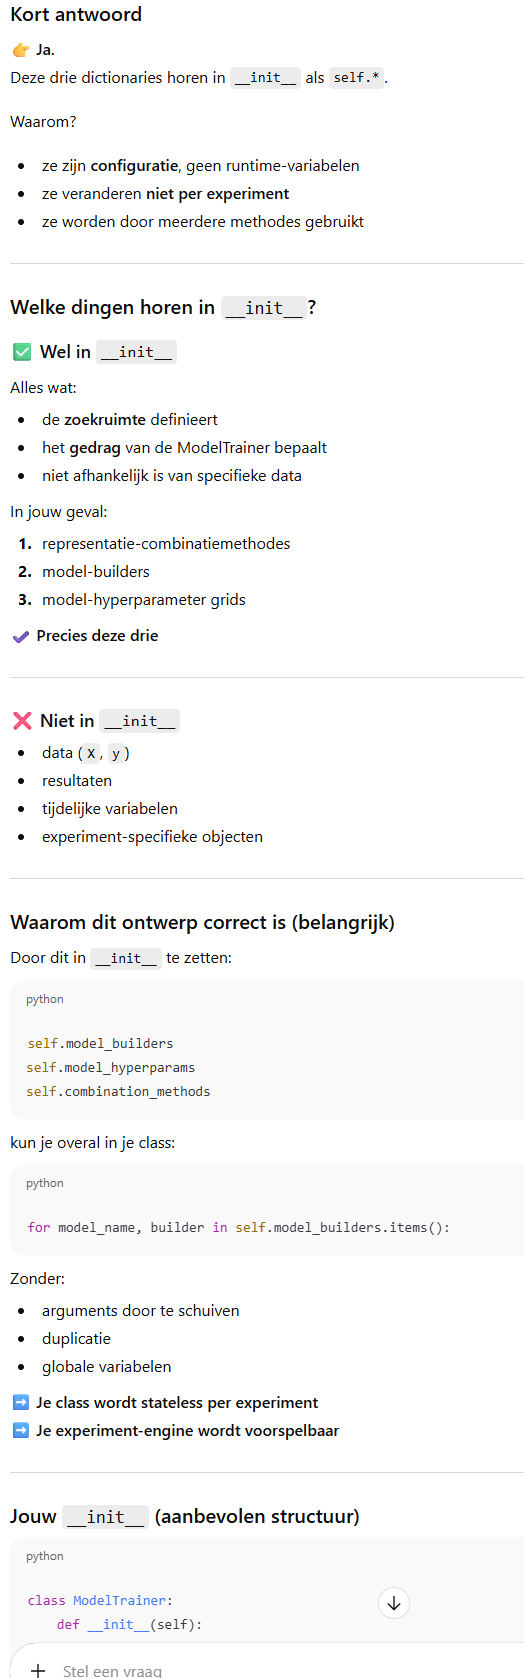 Kort antwoord
👉 Ja.
Deze drie dictionaries horen in __init__ als self.*.
Waarom?
• ze zijn configuratie, geen runtime-variabelen
• ze veranderen niet per experiment
• ze worden door meerdere methodes gebruikt
Welke dingen horen in __init__?
✅ Wel in __init__
Alles wat:
• de zoekruimte definieert
• het gedrag van de ModelTrainer bepaalt
• niet afhankelijk is van specifieke data
In jouw geval:
1. representatie-combinatiemethodes
2. model-builders
3. model-hyperparameter grids
✔ Precies deze drie
❌ Niet in __init__
• data (X, y)
• resultaten
• tijdelijke variabelen
• experiment-specifieke objecten
Waarom dit ontwerp correct is (belangrijk)
Door dit in __init__ te zetten:
python
self.model_builders
self.model_hyperparams
self.combination_methods
kun je overal in je class:
python
for model_name, builder in self.model_builders.items():
Zonder:
• arguments door te schuiven
• duplicatie
• globale variabelen
➡️ Je class wordt stateless per experiment
➡️ Je experiment-engine wordt voorspelbaar
Jouw __init__ (aanbevolen structuur)
python
class ModelTrainer:
def __init__(self):
Stel een vraag